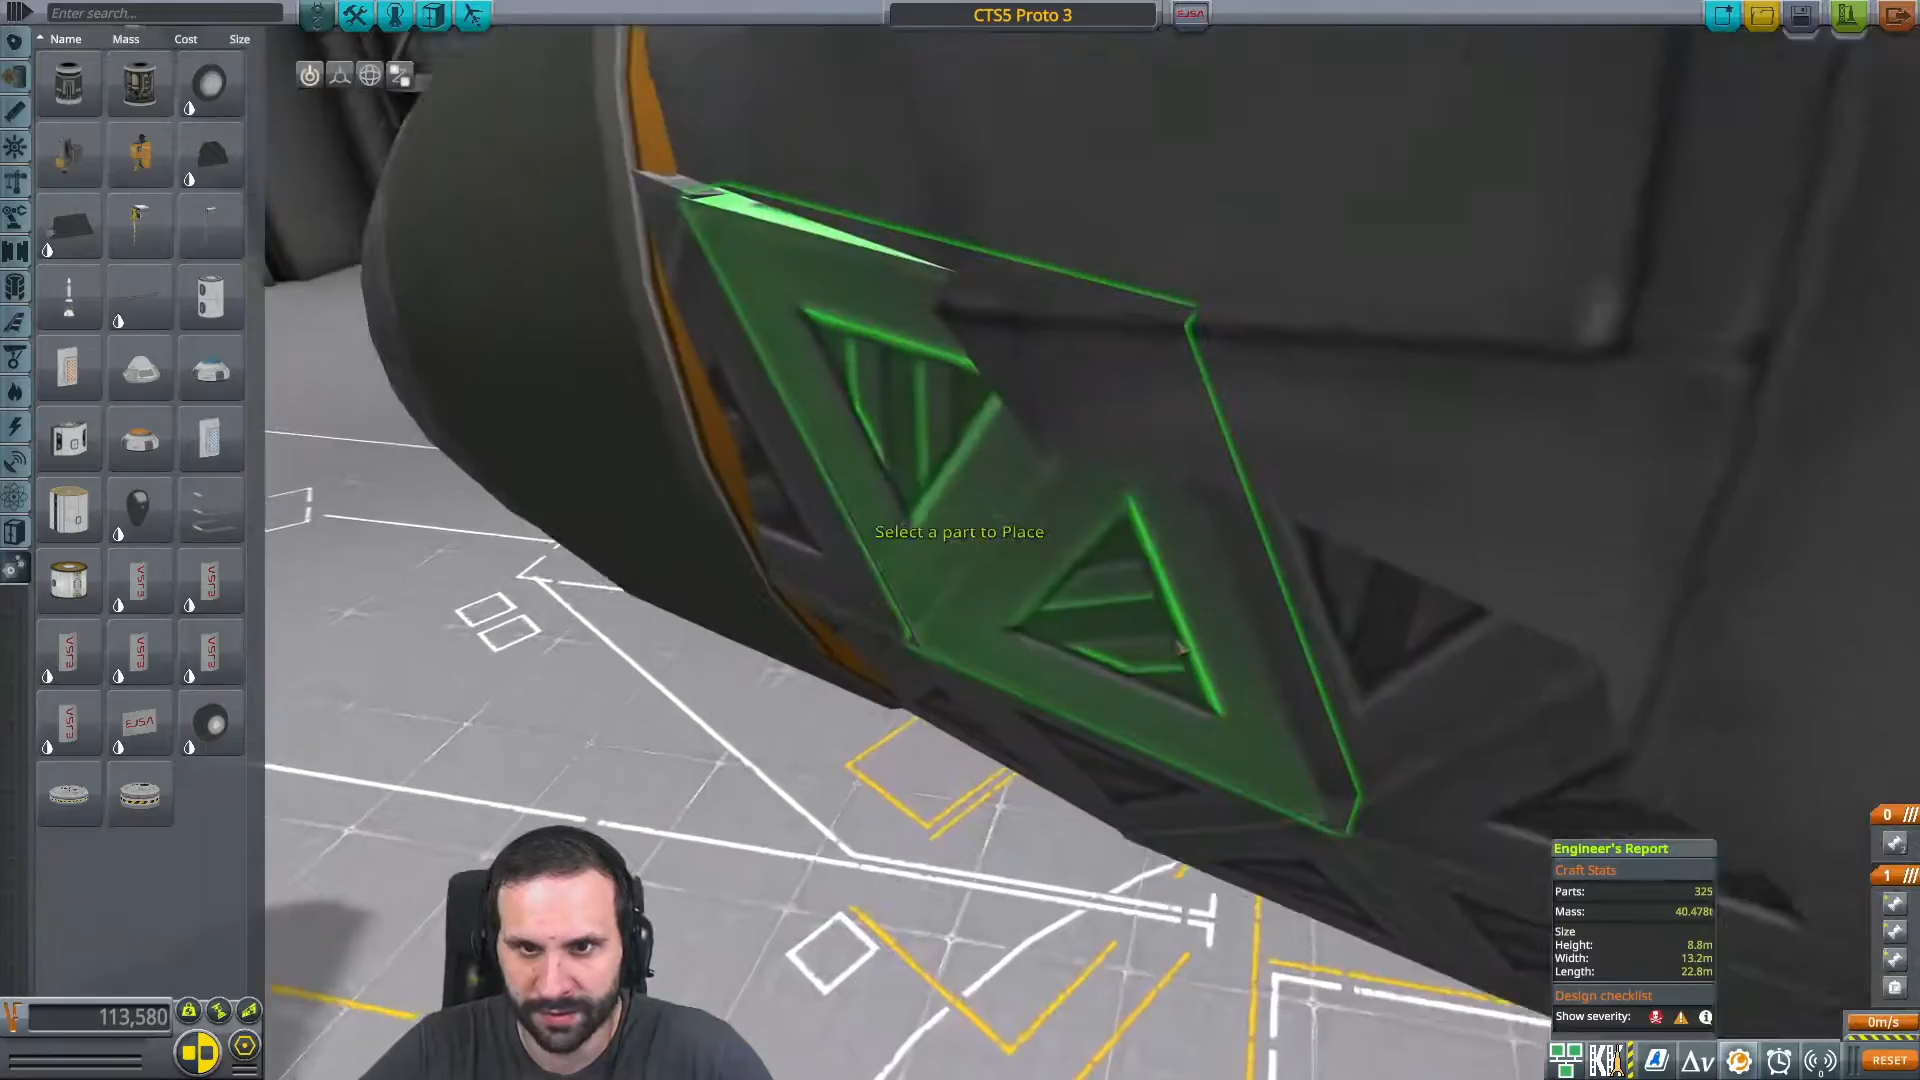 Enter search...
CTS5 Proto 3
EJSA
Name Mass Cost Size
Select a part to Place
EJSA
Engineer's Report
Craft Stats
Parts: 325
Mass: 40.478t
Size
Height: 8.8m
Width: 13.2m
Length: 22.8m
Design checklist
Show severity:
0
1
113,580
0m/s
Δv
RESET